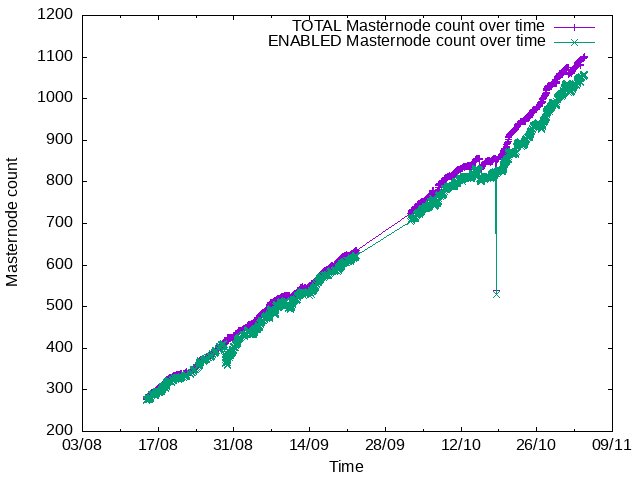 TOTAL Masternode count over time
ENABLED Masternode count over time
1200
1100
1000
900
800
700
600
500
400
300
200
Masternode count
03/08 17/08 31/08 14/09 28/09 12/10 26/10 09/11
Time